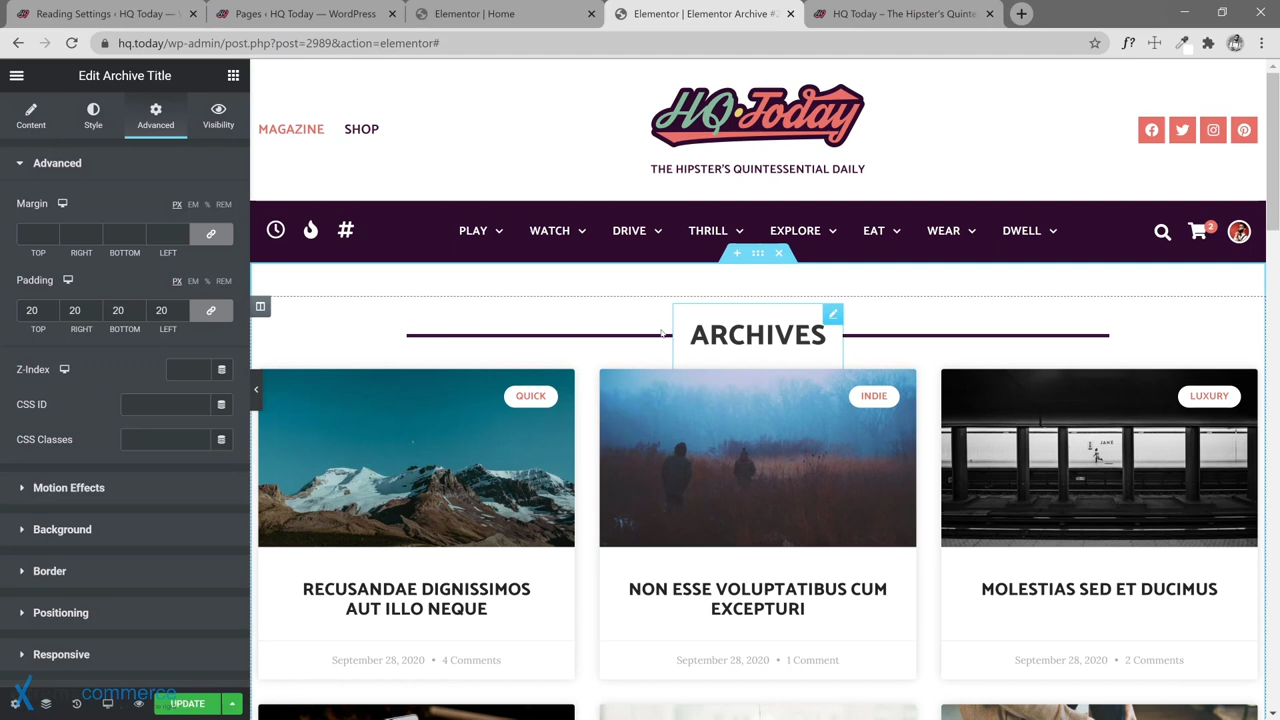 Reading Settings ‹ HQ Today —
Pages ‹ HQ Today — WordPress
Elementor | Home
Elementor | Elementor Archive #2
HQ Today – The Hipster's Quinte
hq.today/wp-admin/post.php?post=2989&action=elementor#
Edit Archive Title
Content
Style
Advanced
Visibility
Advanced
Margin
PX EM % REM
TOP RIGHT BOTTOM LEFT
Padding
PX EM % REM
20 20 20 20
TOP RIGHT BOTTOM LEFT
Z-Index
CSS ID
CSS Classes
Motion Effects
Background
Border
Positioning
Responsive
commerce
UPDATE
MAGAZINE
SHOP
HQ·Today
THE HIPSTER'S QUINTESSENTIAL DAILY
PLAY
WATCH
DRIVE
THRILL
EXPLORE
EAT
WEAR
DWELL
2
ARCHIVES
QUICK
RECUSANDAE DIGNISSIMOS
AUT ILLO NEQUE
September 28, 2020 • 4 Comments
INDIE
NON ESSE VOLUPTATIBUS CUM
EXCEPTURI
September 28, 2020 • 1 Comment
LUXURY
JANE
MOLESTIAS SED ET DUCIMUS
September 28, 2020 • 2 Comments